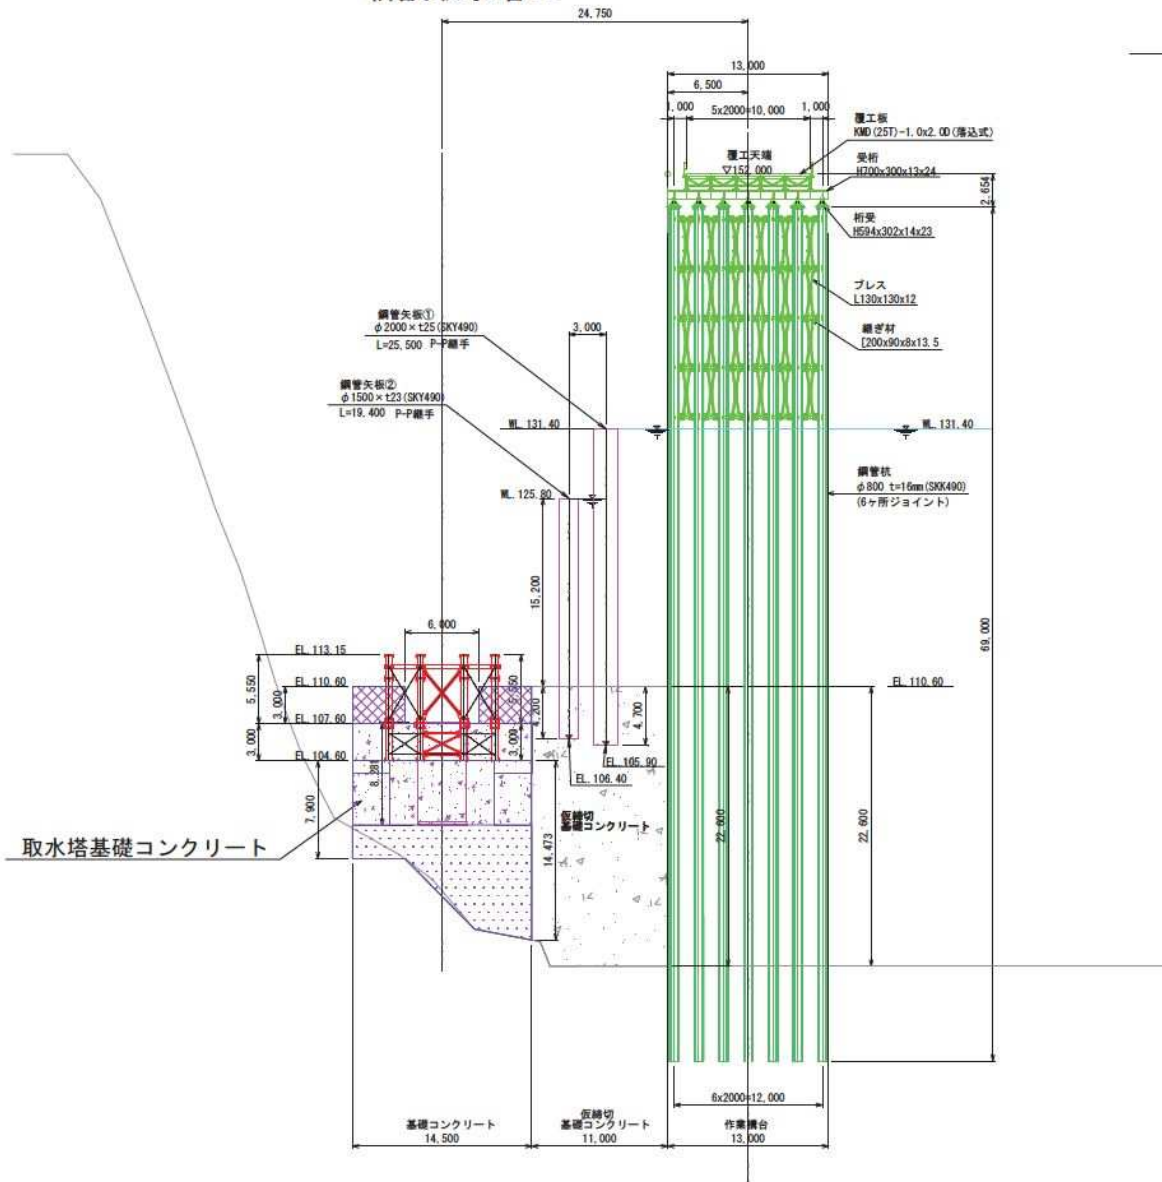 24,750
13,000
6,500
1,000
5x2000=10,000
1,000
覆工板
KMD(25T)-1.0x2.0D(落込式)
覆工天端
▽152.000
受桁
H700x300x13x24
2,654
桁受
H594x302x14x23
ブレス
L130x130x12
継ぎ材
[200x90x8x13.5
鋼管矢板①
φ2000×t25(SKY490)
L=25,500 P-P継手
3,000
鋼管矢板②
φ1500×t23(SKY490)
L=19,400 P-P継手
WL.131.40
WL.131.40
鋼管杭
φ800 t=16mm(SKK490)
(6ヶ所ジョイント)
WL.125.80
15,200
69,000
6,000
EL.113.15
5,550
5,550
EL.110.60
EL.110.60
3,000
4,200
4,700
EL.107.60
3,000
3,000
EL.104.60
EL.105.90
EL.106.40
8,281
7,900
仮締切
基礎コンクリート
14,473
22,600
22,600
取水塔基礎コンクリート
6x2000=12,000
基礎コンクリート
14,500
仮締切
基礎コンクリート
11,000
作業構台
13,000